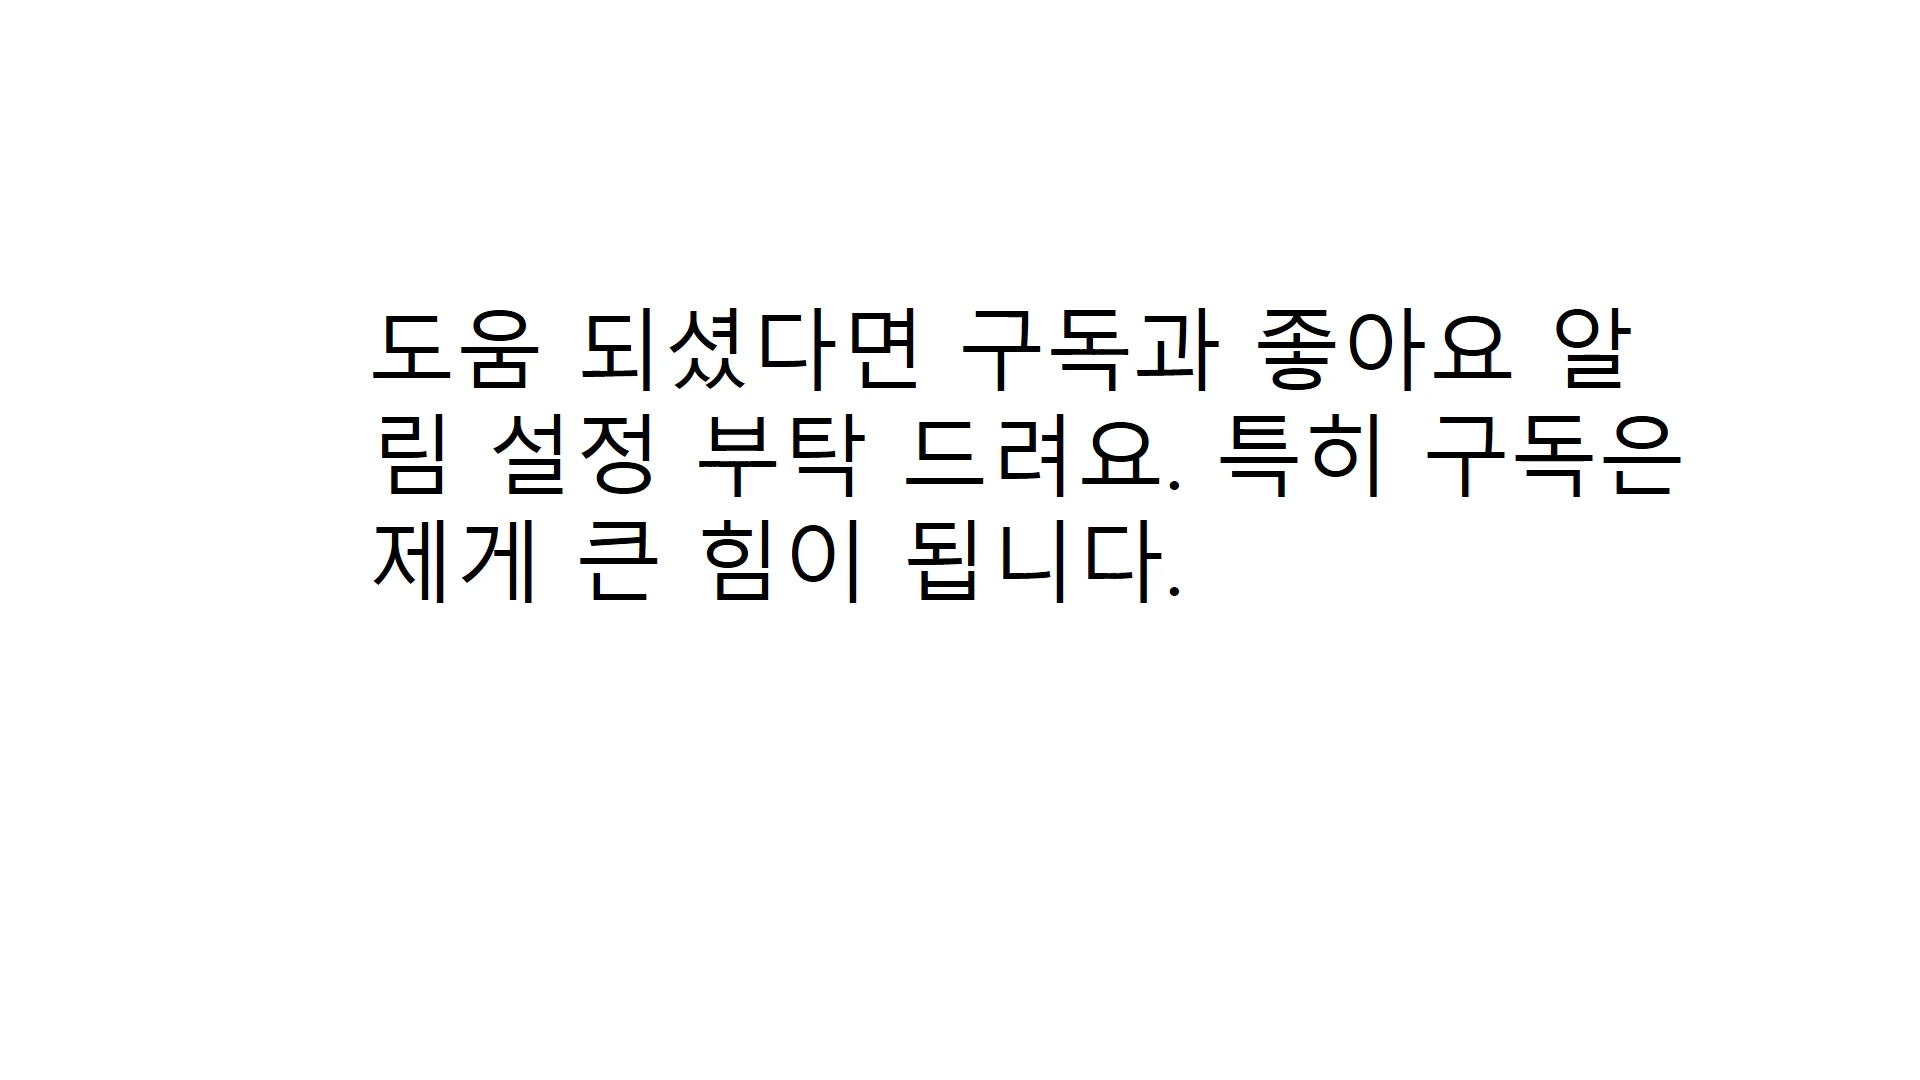 도움 되셨다면 구독과 좋아요 알
림 설정 부탁 드려요. 특히 구독은
제게 큰 힘이 됩니다.